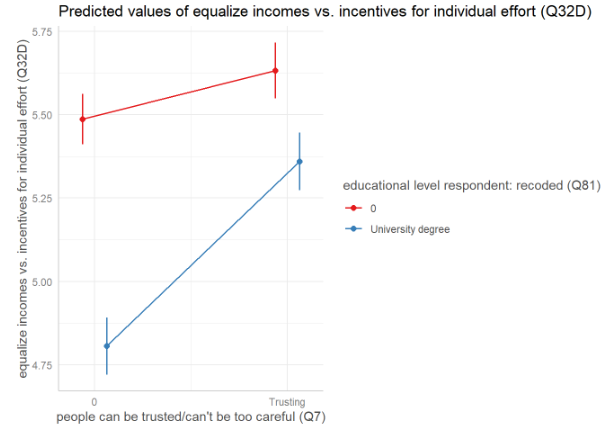 Predicted values of equalize incomes vs. incentives for individual effort (Q32D)
equalize incomes vs. incentives for individual effort (Q32D)
5.75
5.50
5.25
5.00
4.75
0
Trusting
people can be trusted/can't be too careful (Q7)
educational level respondent: recoded (Q81)
0
University degree